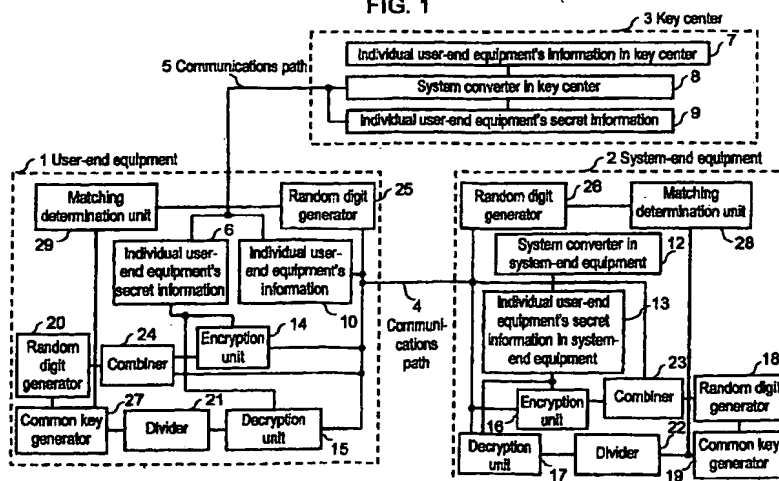 FIG. 1
3 Key center
Individual user-end equipment's information in key center
7
5 Communications path
System converter in key center
8
Individual user-end equipment's secret information
9
1 User-end equipment
Matching
determination unit
29
Random digit
generator
25
6
Individual user-
end equipment's
secret information
Individual user-
end equipment's
information
10
20
Random
digit
generator
24
Combiner
14
Encryption
unit
Common key
generator
27
21
Divider
Decryption
unit
15
4
Communi-
cations
path
2 System-end equipment
Random digit
generator
26
Matching
determination unit
28
System converter in
system-end equipment
12
Individual user-end
equipment's secret
information in system-
end equipment
13
23
18
16
Encryption
unit
Combiner
Random digit
generator
Decryption
unit
17
22
Divider
Common key
generator
19